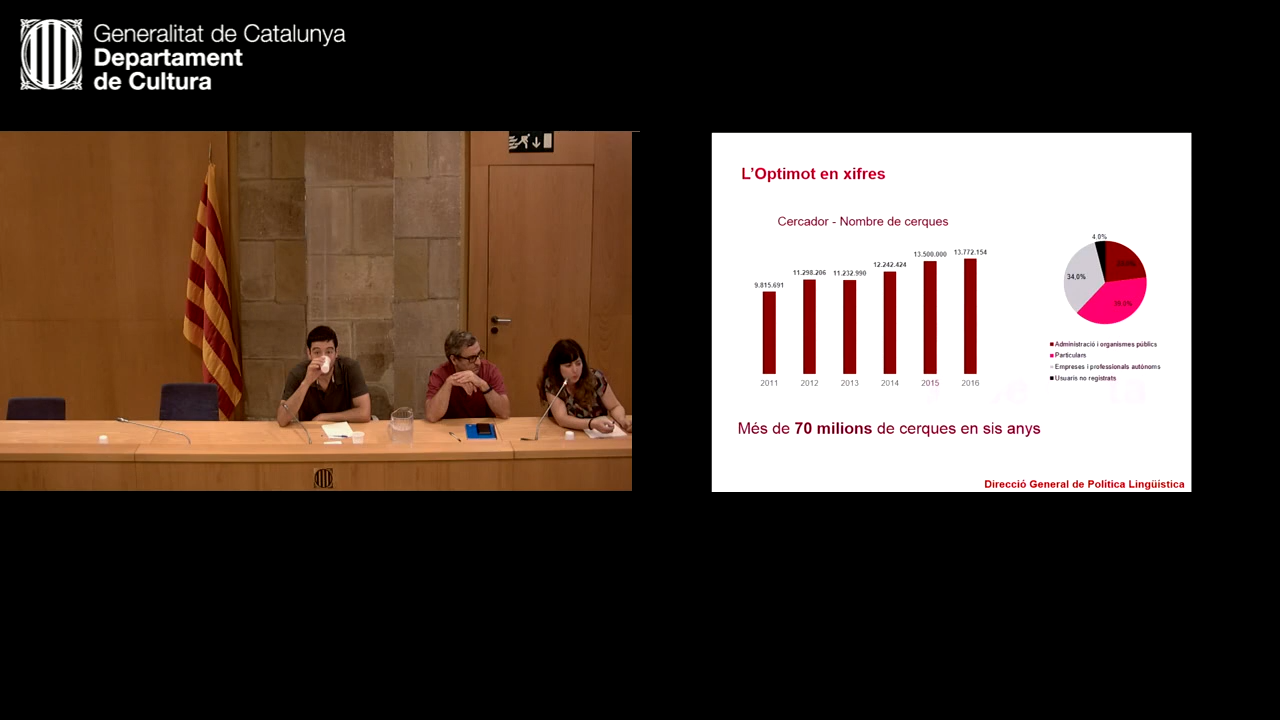 Generalitat de Catalunya
Departament
de Cultura
L'Optimot en xifres
Cercador - Nombre de cerques
9.815.691
11.298.206
11.232.990
12.242.424
13.500.000
13.772.154
2011
2012
2013
2014
2015
2016
4,0%
34,0%
Administració i organismes públics
Particulars
Empreses i professionals autònoms
Usuaris no registrats
Més de 70 milions de cerques en sis anys
Direcció General de Política Lingüística